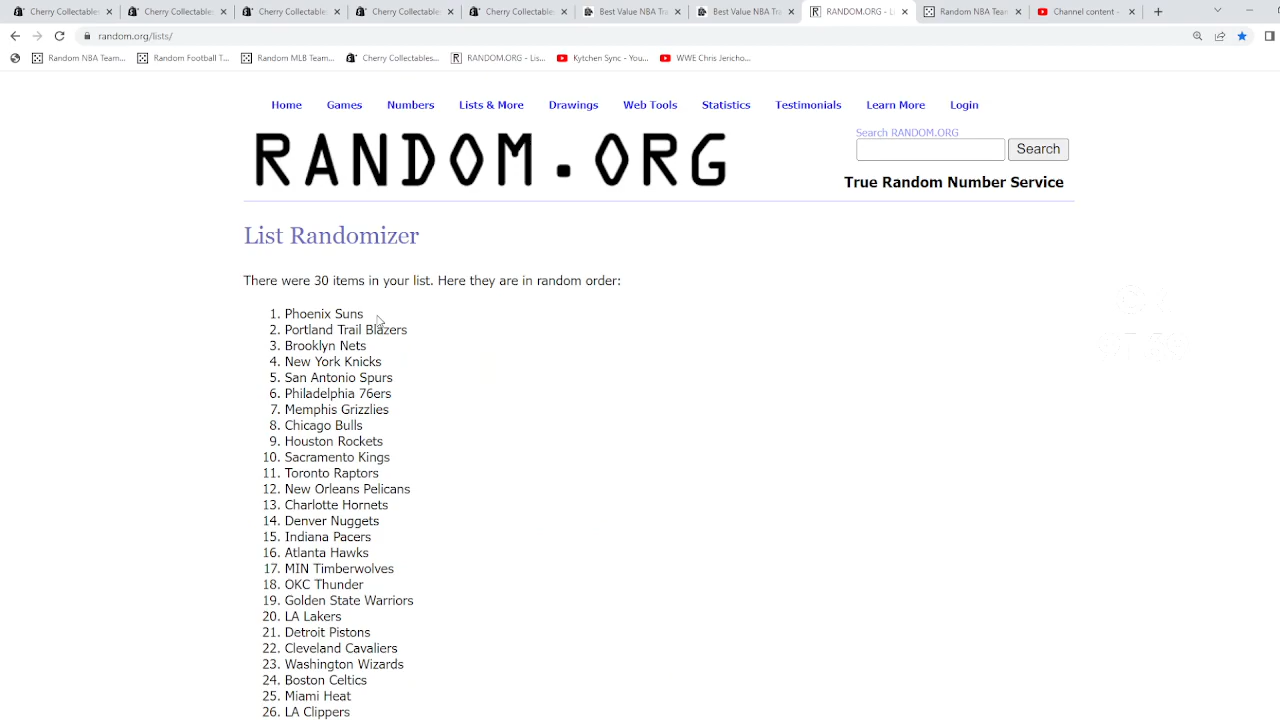 Cherry Collectable
Cherry Collectable
Cherry Collectable
Cherry Collectable
Cherry Collectable
Best Value NBA Tra
Best Value NBA Tra
RANDOM.ORG - Li
Random NBA Team
Channel content -
random.org/lists/
Random NBA Team...
Random Football T...
Random MLB Team...
Cherry Collectables...
RANDOM.ORG - Lis...
Kytchen Sync - You...
WWE Chris Jericho...
Home
Games
Numbers
Lists & More
Drawings
Web Tools
Statistics
Testimonials
Learn More
Login
RANDOM.ORG
Search RANDOM.ORG
Search
True Random Number Service
List Randomizer
There were 30 items in your list. Here they are in random order:
1. Phoenix Suns
2. Portland Trail Blazers
3. Brooklyn Nets
4. New York Knicks
5. San Antonio Spurs
6. Philadelphia 76ers
7. Memphis Grizzlies
8. Chicago Bulls
9. Houston Rockets
10. Sacramento Kings
11. Toronto Raptors
12. New Orleans Pelicans
13. Charlotte Hornets
14. Denver Nuggets
15. Indiana Pacers
16. Atlanta Hawks
17. MIN Timberwolves
18. OKC Thunder
19. Golden State Warriors
20. LA Lakers
21. Detroit Pistons
22. Cleveland Cavaliers
23. Washington Wizards
24. Boston Celtics
25. Miami Heat
26. LA Clippers